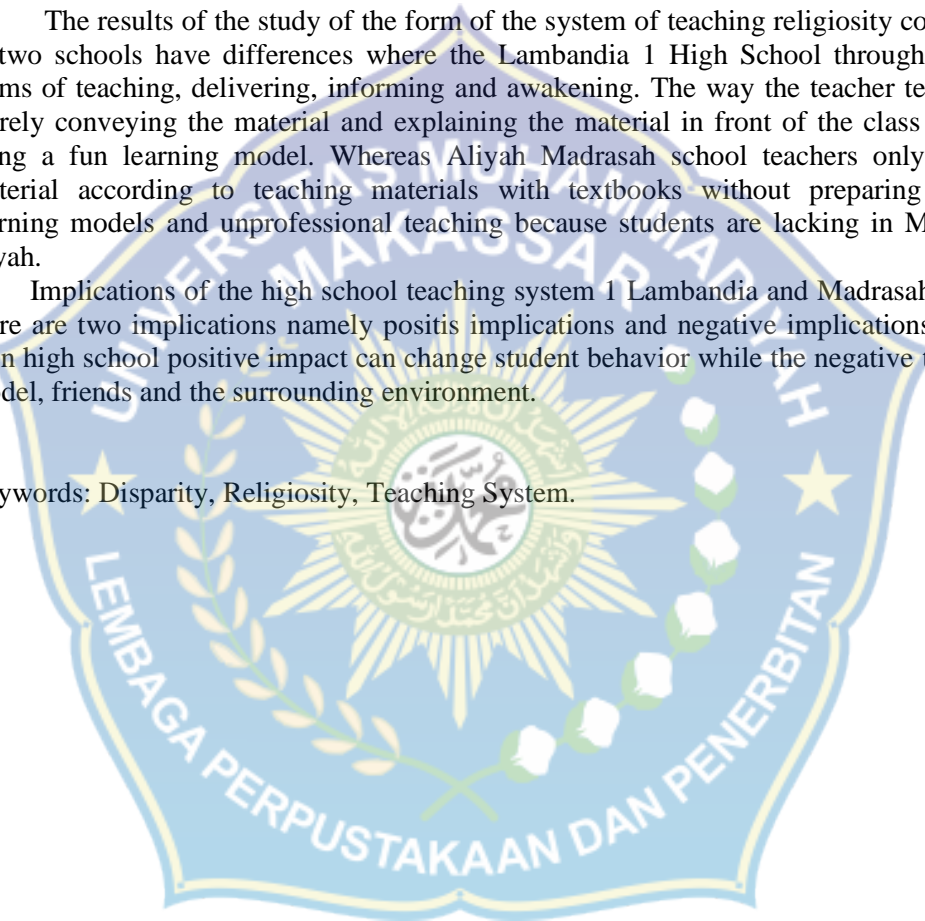 The results of the study of the form of the system of teaching religiosity co
two schools have differences where the Lambandia 1 High School through
ms of teaching, delivering, informing and awakening. The way the teacher te
rely conveying the material and explaining the material in front of the class
ng a fun learning model. Whereas Aliyah Madrasah school teachers only
terial according to teaching materials with textbooks without preparing
rning models and unprofessional teaching because students are lacking in M
yah.
Implications of the high school teaching system 1 Lambandia and Madrasah
re are two implications namely positis implications and negative implications
n high school positive impact can change student behavior while the negative t
del, friends and the surrounding environment.
ywords: Disparity, Religiosity, Teaching System.
UNIVERSITAS MUHAMMADIYAH
MAKASSAR
LEMBAGA PERPUSTAKAAN DAN PENERBITAN